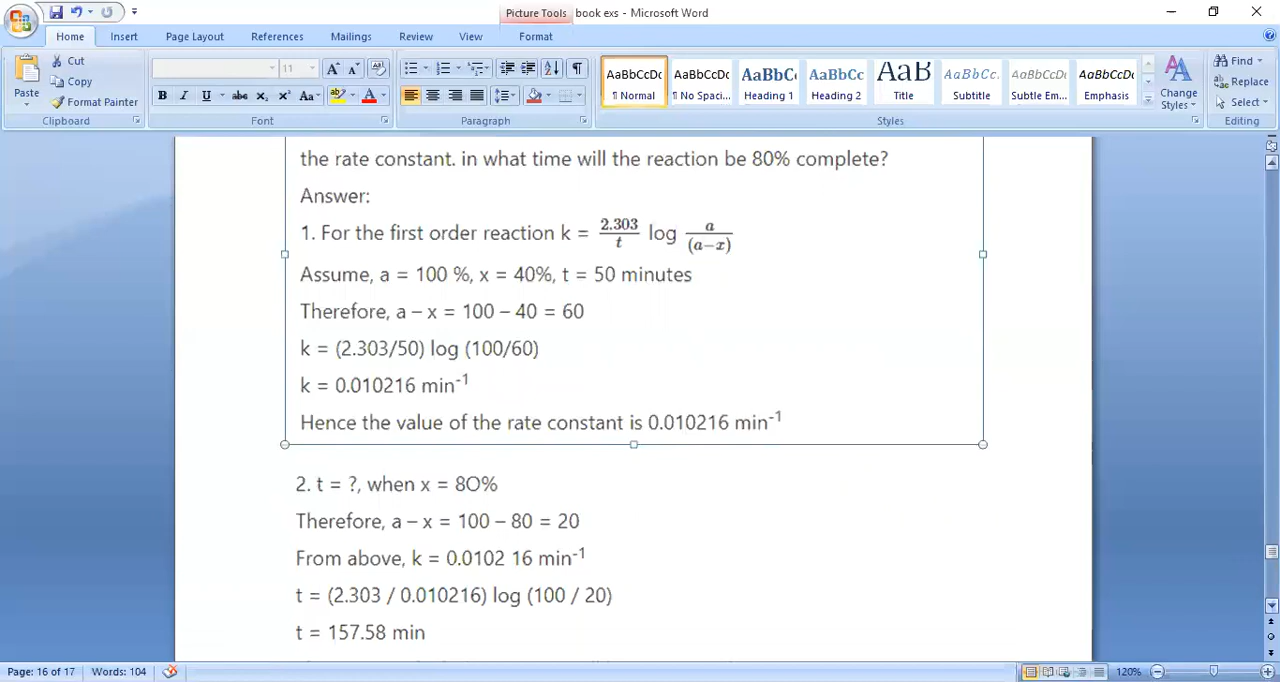 Picture Tools
book exs - Microsoft Word
Home Insert Page Layout References Mailings Review View Format
Paste
Cut
Copy
Format Painter
Clipboard
11
A A
B I U abc X₂ X² Aa ab A
Font
Paragraph
AaBbCcDc
¶ Normal
AaBbCcDc
¶ No Spaci...
AaBbC
Heading 1
AaBbCc
Heading 2
AaB
Title
AaBbCc.
Subtitle
AaBbCcDc
Subtle Em...
AaBbCcDc
Emphasis
Styles
Change
Styles
Find
Replace
Select
Editing
the rate constant. in what time will the reaction be 80% complete?
Answer:
1. For the first order reaction k = 2.303/t log a/(a−x)
Assume, a = 100 %, x = 40%, t = 50 minutes
Therefore, a – x = 100 – 40 = 60
k = (2.303/50) log (100/60)
k = 0.010216 min⁻¹
Hence the value of the rate constant is 0.010216 min⁻¹
2. t = ?, when x = 8O%
Therefore, a – x = 100 – 80 = 20
From above, k = 0.0102 16 min⁻¹
t = (2.303 / 0.010216) log (100 / 20)
t = 157.58 min
Page: 16 of 17 Words: 104 120%